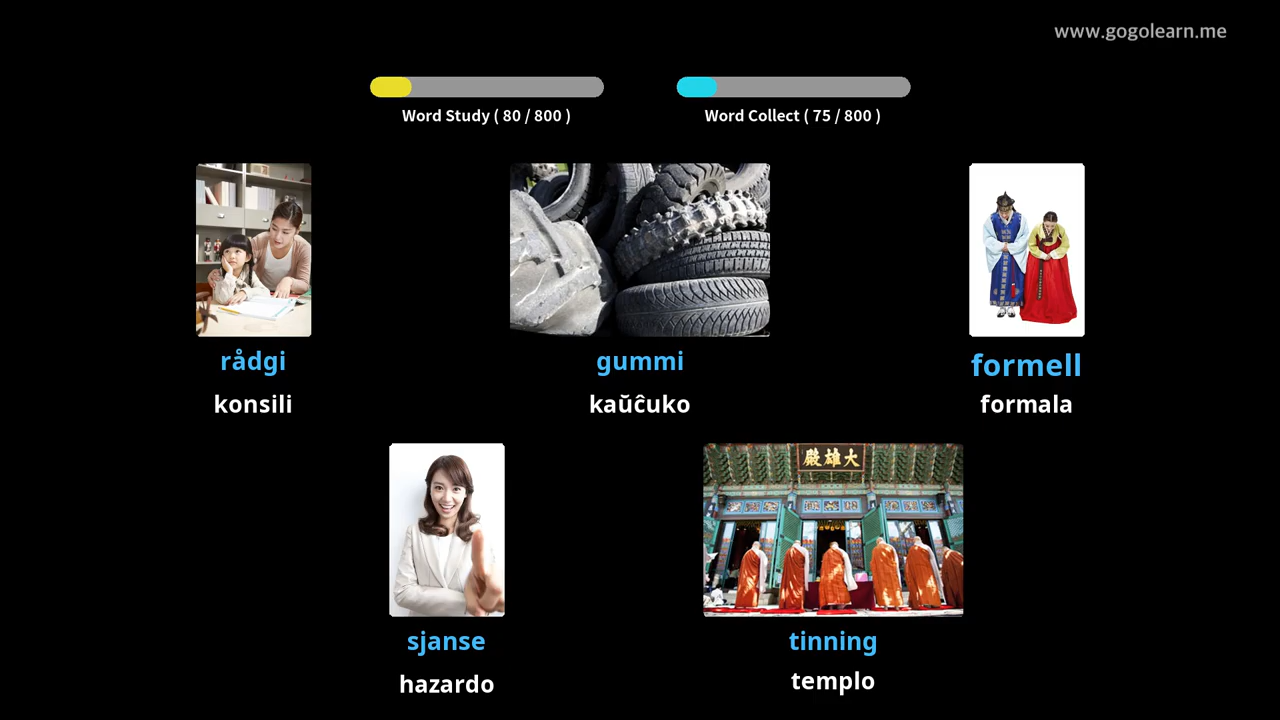 www.gogolearn.me
Word Study ( 80 / 800 )
Word Collect ( 75 / 800 )
rådgi
konsili
gummi
kaŭĉuko
formell
formala
大雄殿
sjanse
hazardo
tinning
templo